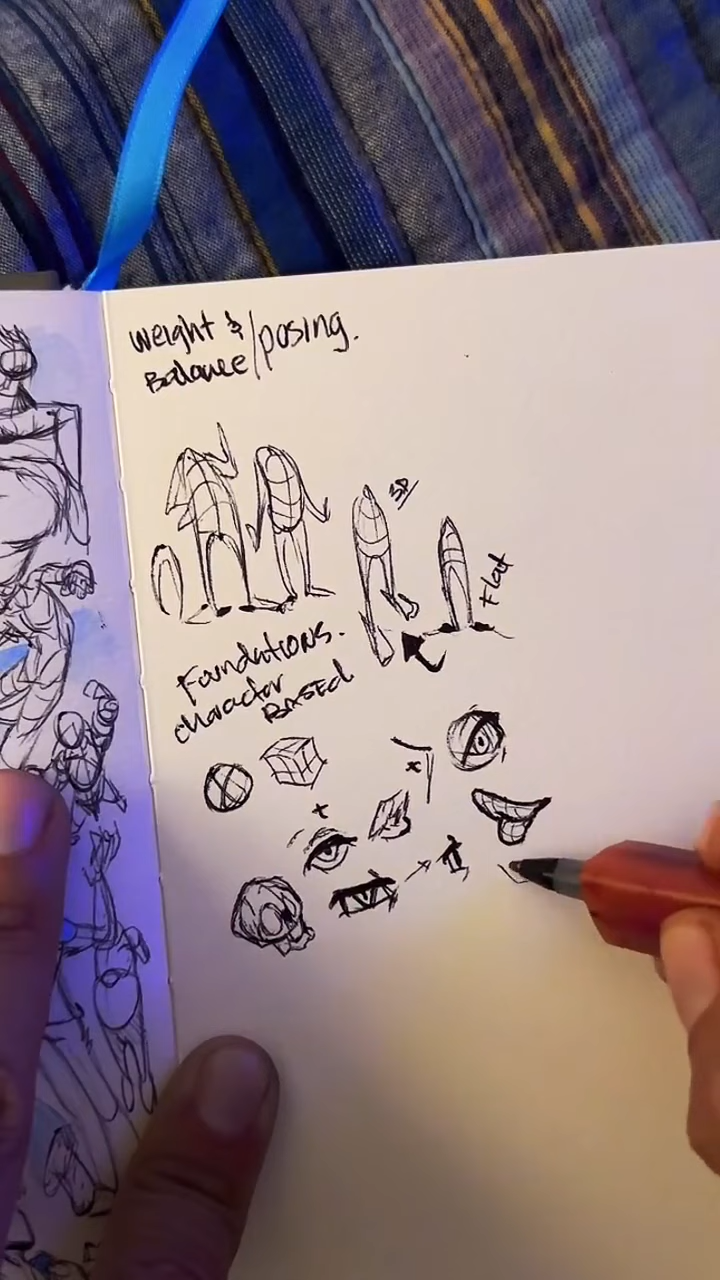 Weight & /posing.
Balance
3D/
Flat
Foundations.
character
BASEd